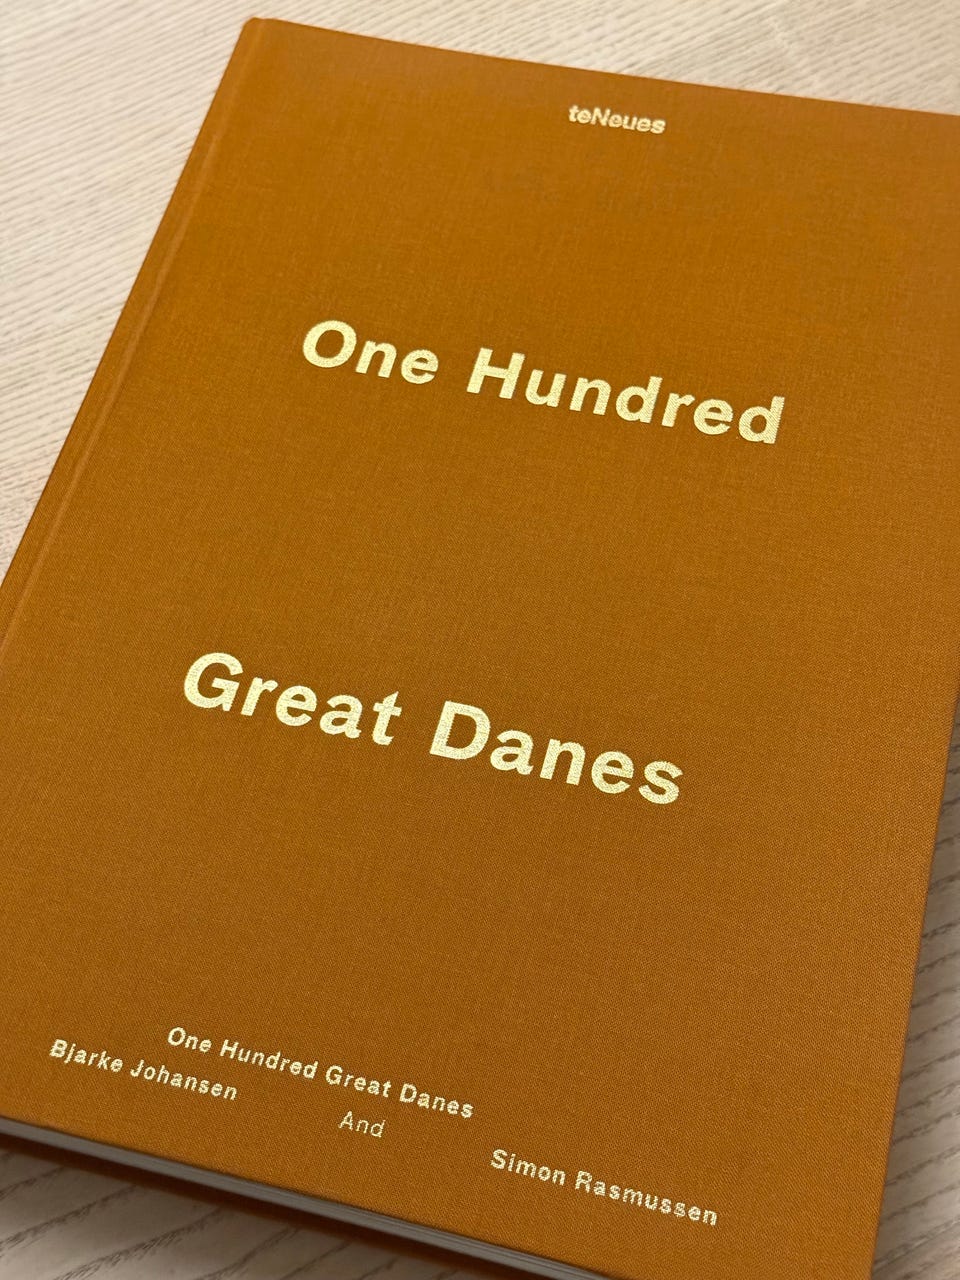 teNeues
One Hundred
Great Danes
One Hundred Great Danes
Bjarke Johansen
And
Simon Rasmussen